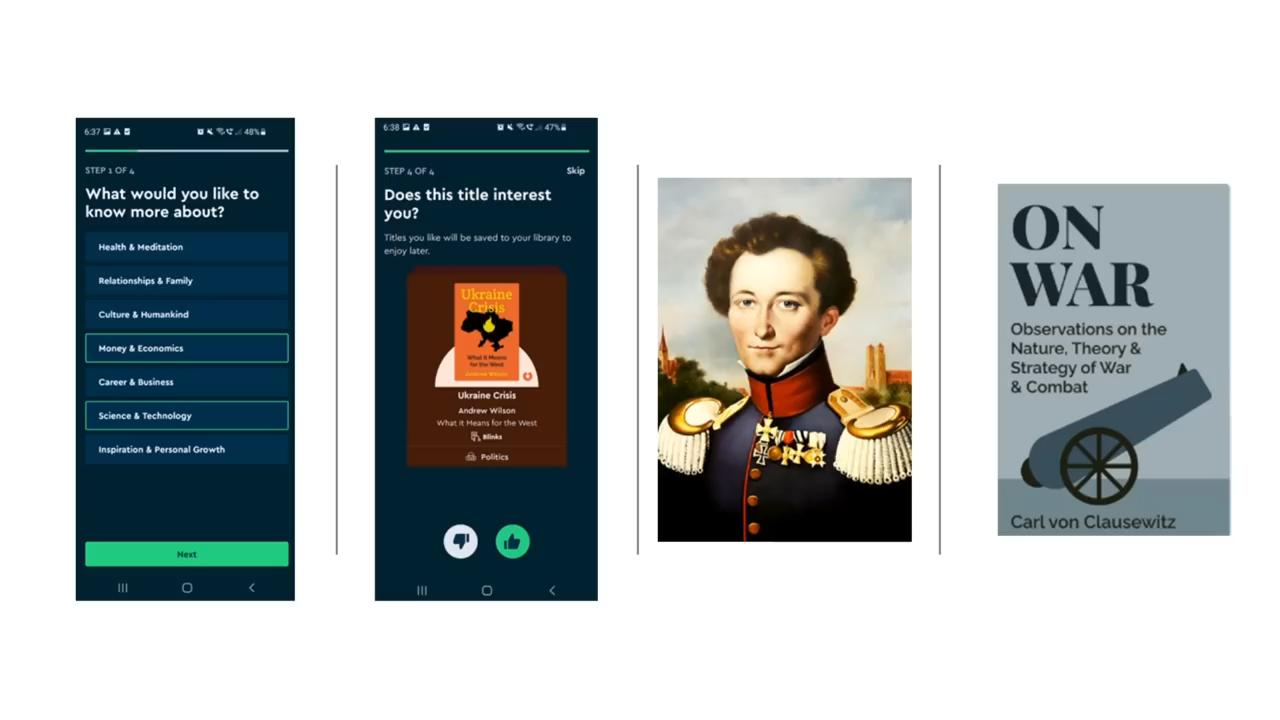 6:37
48%
STEP 1 OF 4
What would you like to
know more about?
Health & Meditation
Relationships & Family
Culture & Humankind
Money & Economics
Career & Business
Science & Technology
Inspiration & Personal Growth
Next
6:38
47%
STEP 4 OF 4
Skip
Does this title interest
you?
Titles you like will be saved to your library to
enjoy later.
Ukraine
Crisis
What It Means
for the West
Andrew Wilson
Ukraine Crisis
Andrew Wilson
What It Means for the West
Blinks
Politics
ON
WAR
Observations on the
Nature, Theory &
Strategy of War
& Combat
Carl von Clausewitz